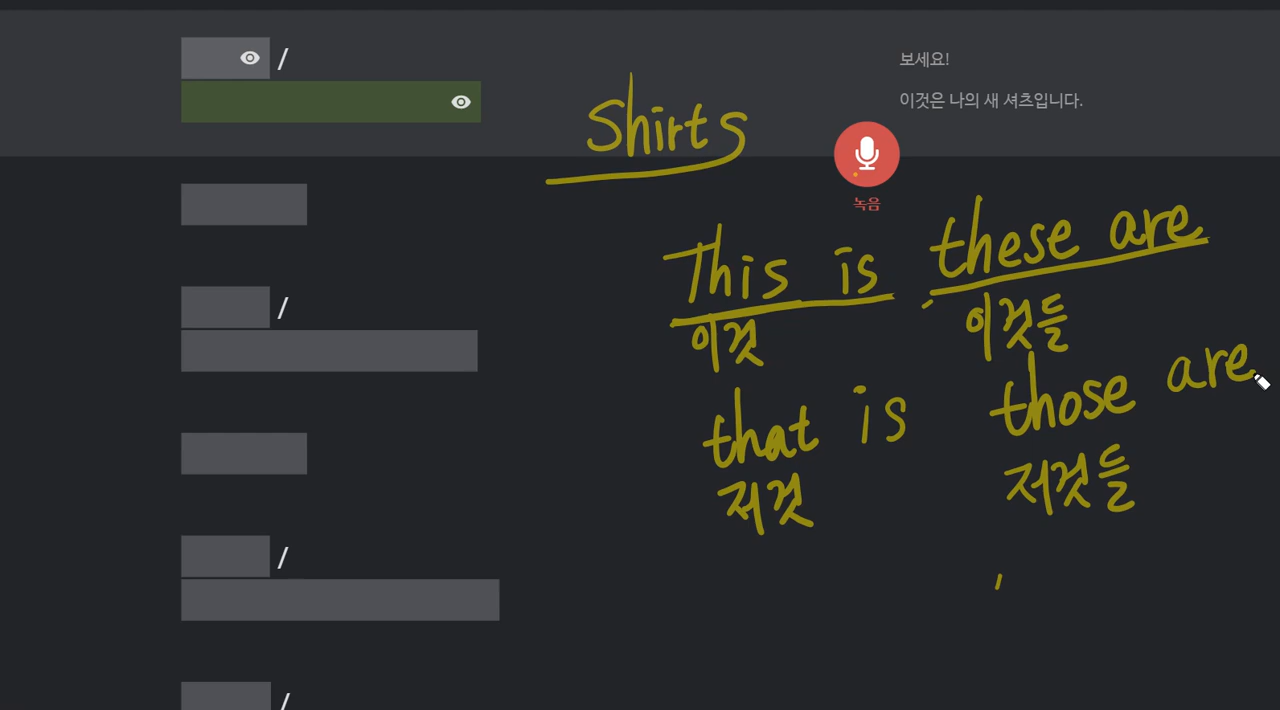 /
보세요!
이것은 나의 새 셔츠입니다.
Shirts
녹음
This is these are
이것 이것들
/
that is those are
저것 저것들
/
/